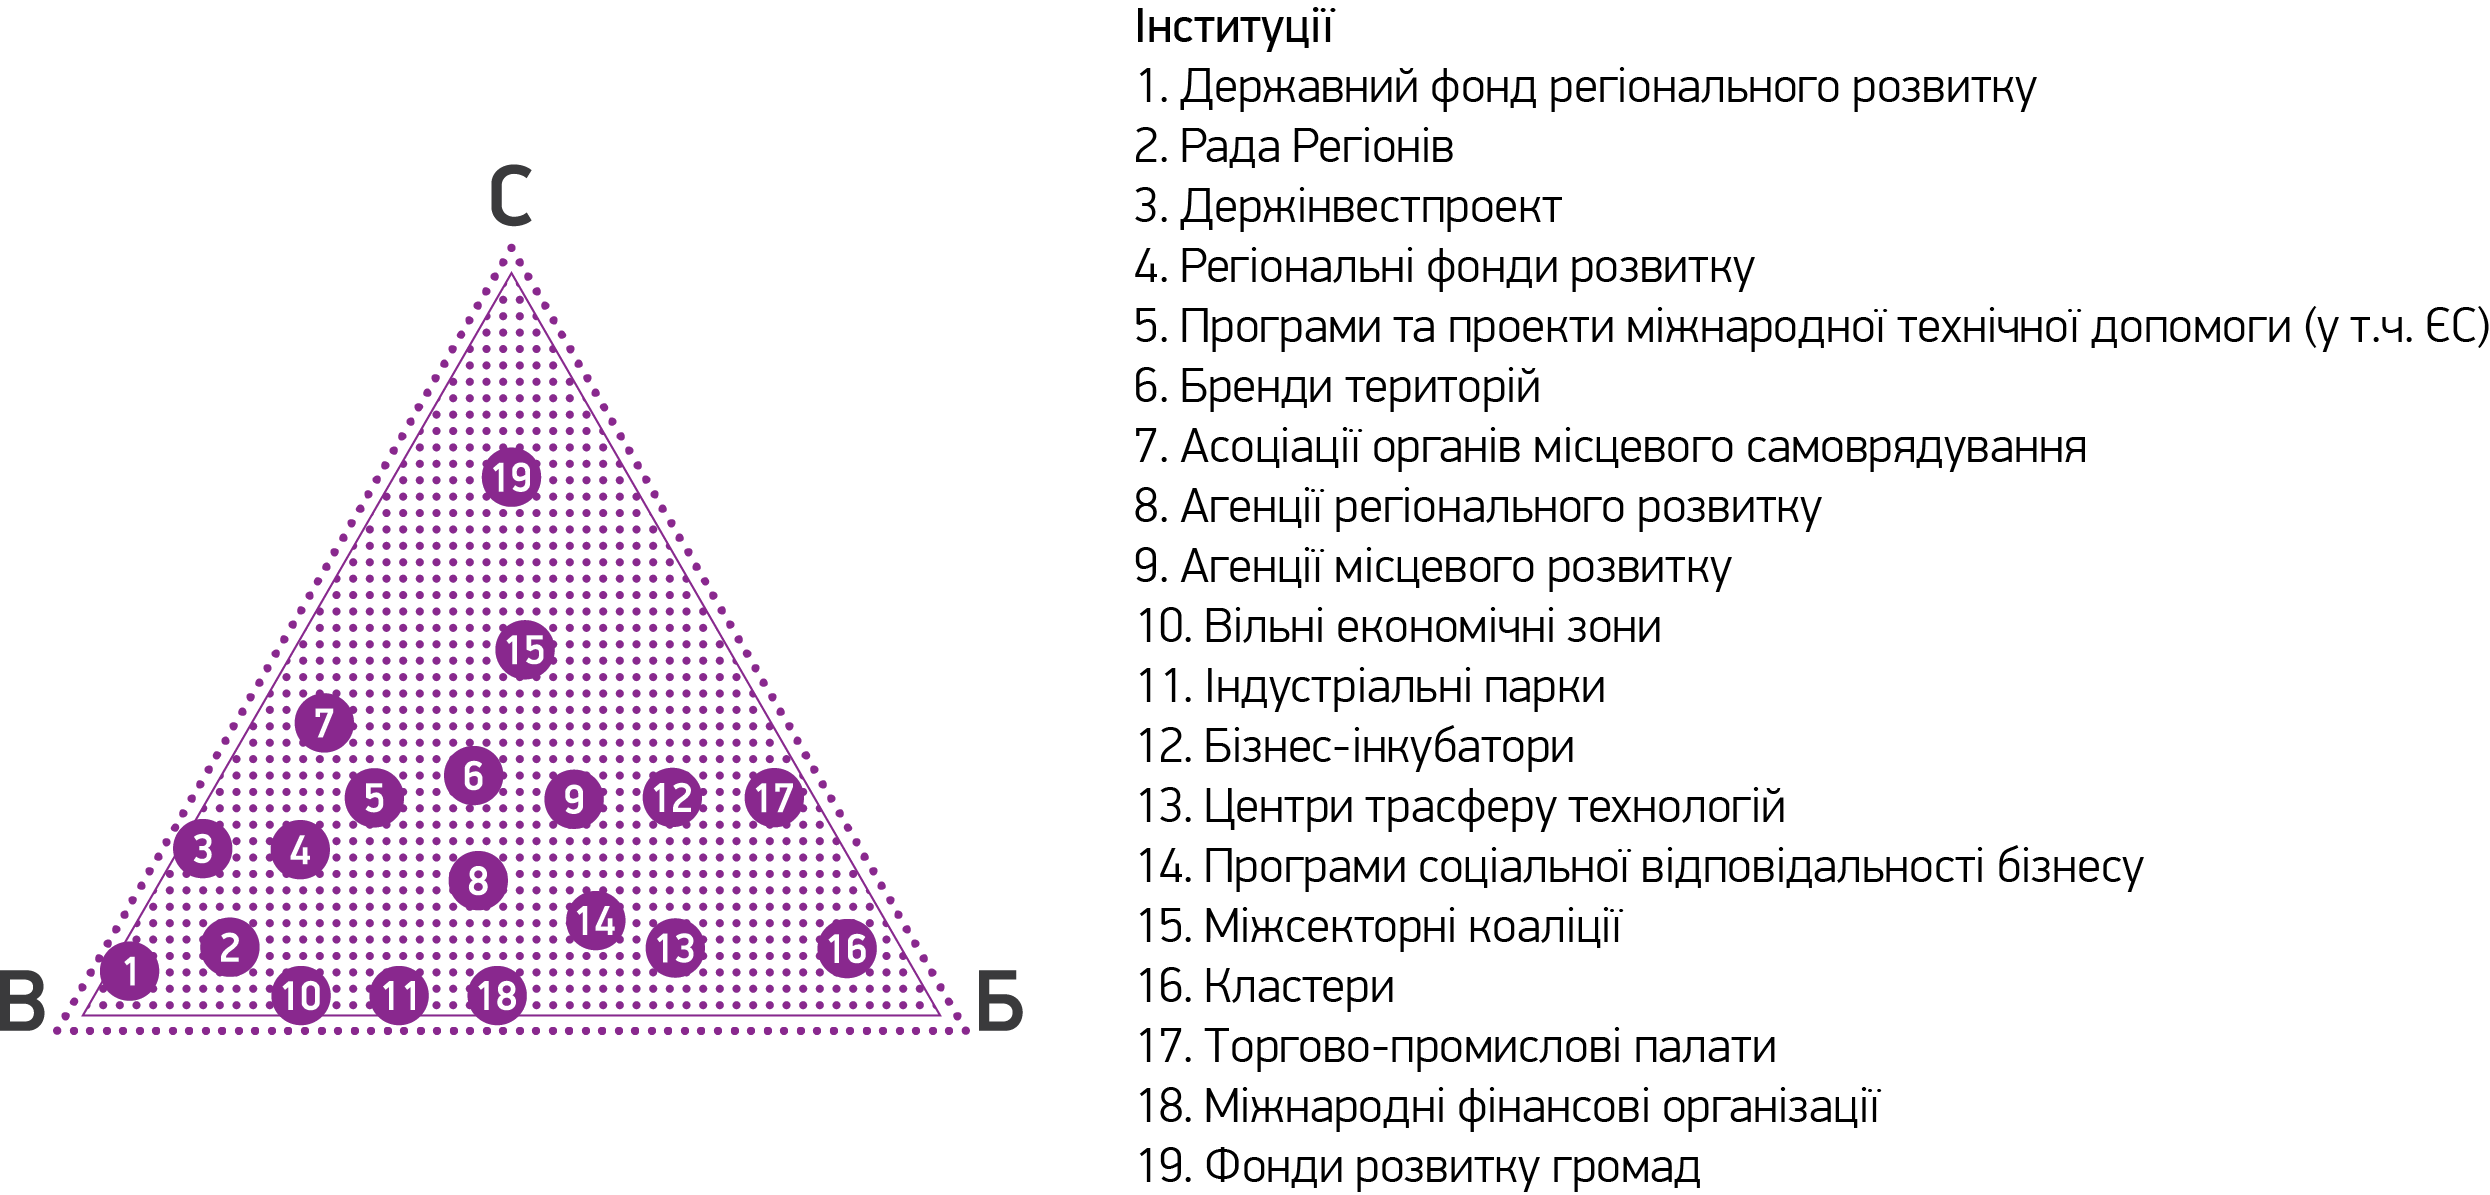 С
19
15
7
6
5
9
12
17
3
4
8
14
2
13
16
1
10
11
18
В
Б
Інституції
1. Державний фонд регіонального розвитку
2. Рада Регіонів
3. Держінвестпроект
4. Регіональні фонди розвитку
5. Програми та проекти міжнародної технічної допомоги (у т.ч. ЄС)
6. Бренди територій
7. Асоціації органів місцевого самоврядування
8. Агенції регіонального розвитку
9. Агенції місцевого розвитку
10. Вільні економічні зони
11. Індустріальні парки
12. Бізнес-інкубатори
13. Центри трасферу технологій
14. Програми соціальної відповідальності бізнесу
15. Міжсекторні коаліції
16. Кластери
17. Торгово-промислові палати
18. Міжнародні фінансові організації
19. Фонди розвитку громад